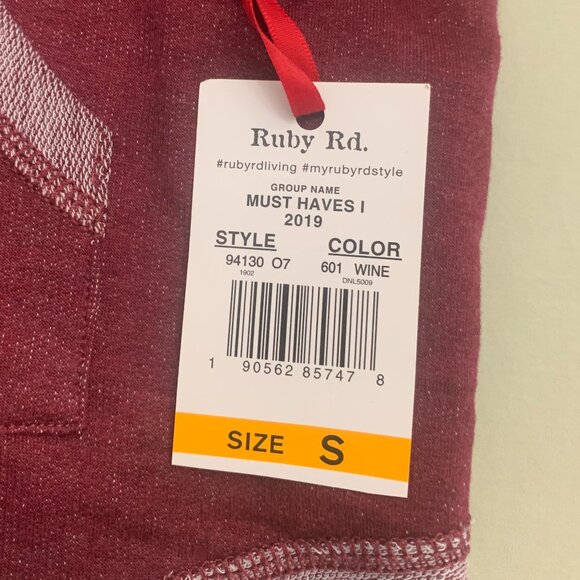 Ruby Rd.
#rubyrdliving #myrubyrdstyle
GROUP NAME
MUST HAVES I
2019
STYLE COLOR
94130 O7 601 WINE
1902 DNL5009
1 90562 85747 8
SIZE S